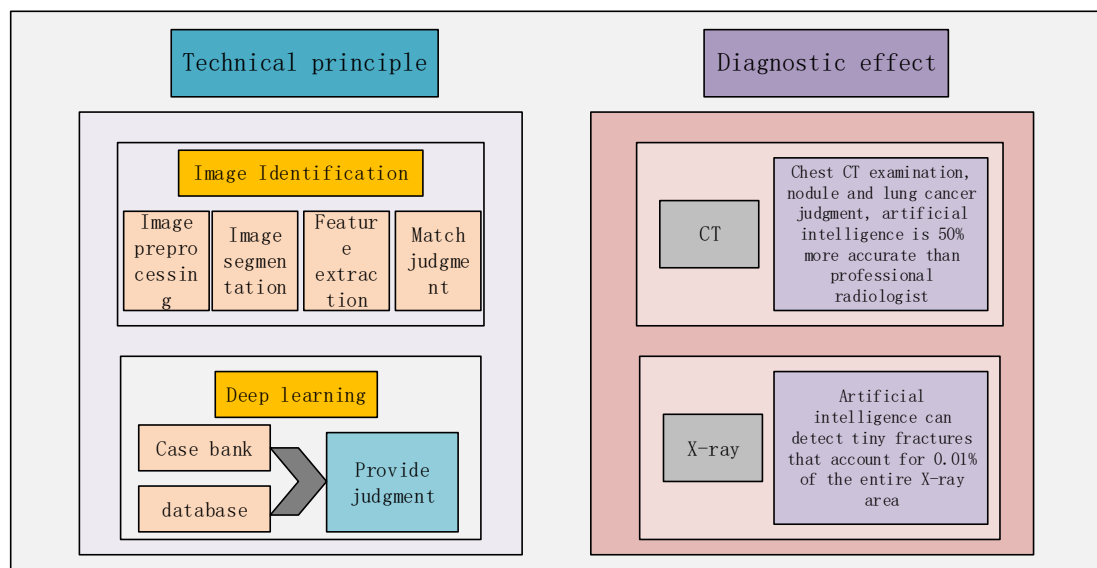 Technical principle
Image Identification
Image
prepro
cessin
g
Image
segmen
tation
Featur
e
extrac
tion
Match
judgme
nt
Deep learning
Case bank
database
Provide
judgment
Diagnostic effect
CT
Chest CT examination,
nodule and lung cancer
judgment, artificial
intelligence is 50%
more accurate than
professional
radiologist
X-ray
Artificial
intelligence can
detect tiny fractures
that account for 0.01%
of the entire X-ray
area